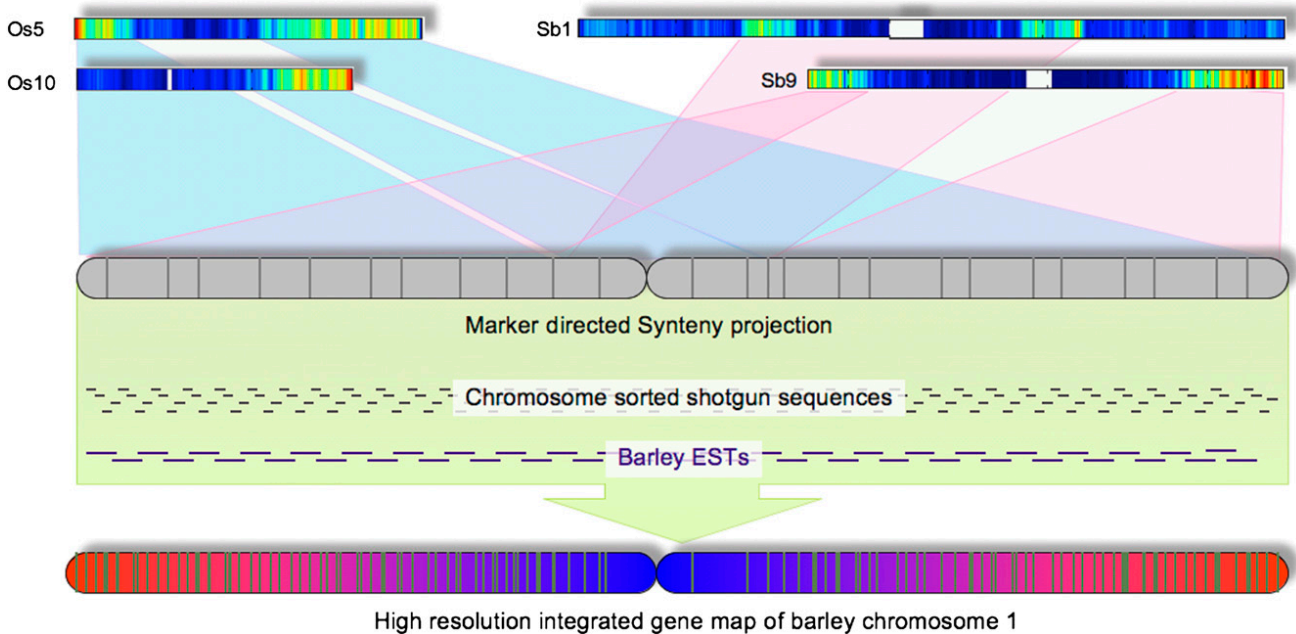 Os5
Sb1
Os10
Sb9
Marker directed Synteny projection
Chromosome sorted shotgun sequences
Barley ESTs
High resolution integrated gene map of barley chromosome 1